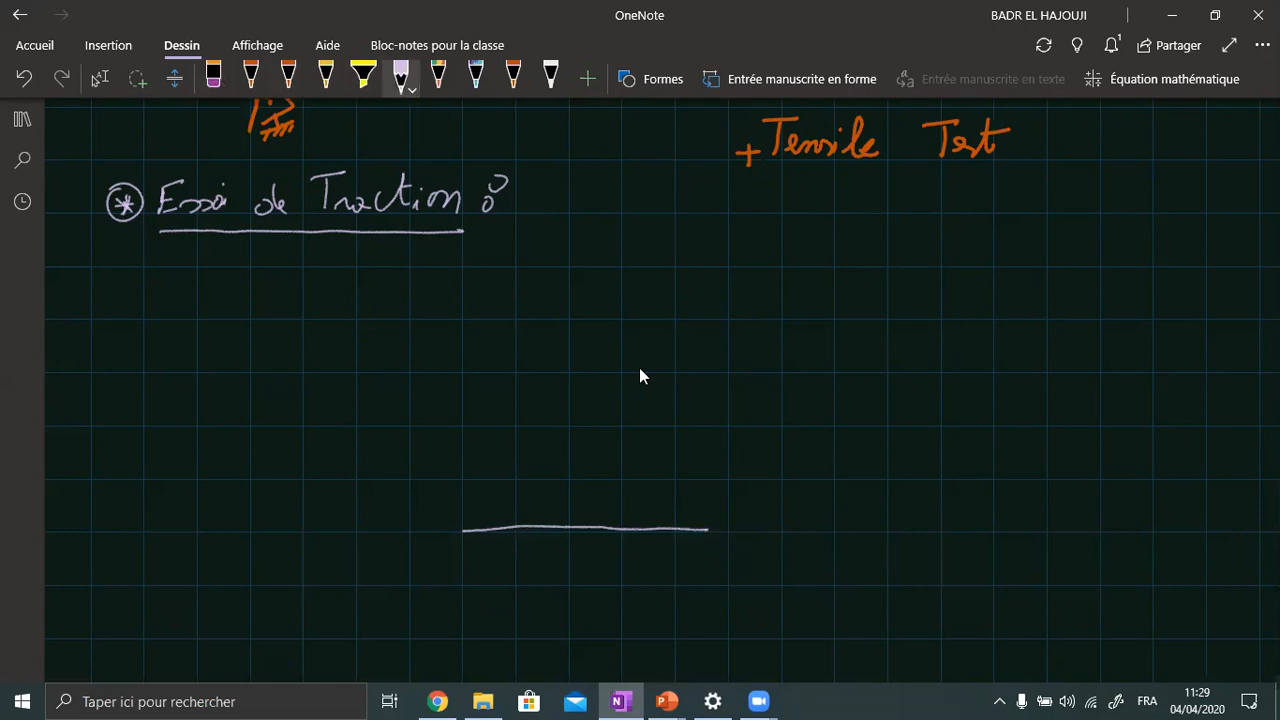 OneNote
BADR EL HAJOUJI
Accueil Insertion Dessin Affichage Aide Bloc-notes pour la classe Partager
Formes Entrée manuscrite en forme Entrée manuscrite en texte Équation mathématique
+ Tensile Test
* Essai de Traction :
Taper ici pour rechercher
FRA
11:29
04/04/2020